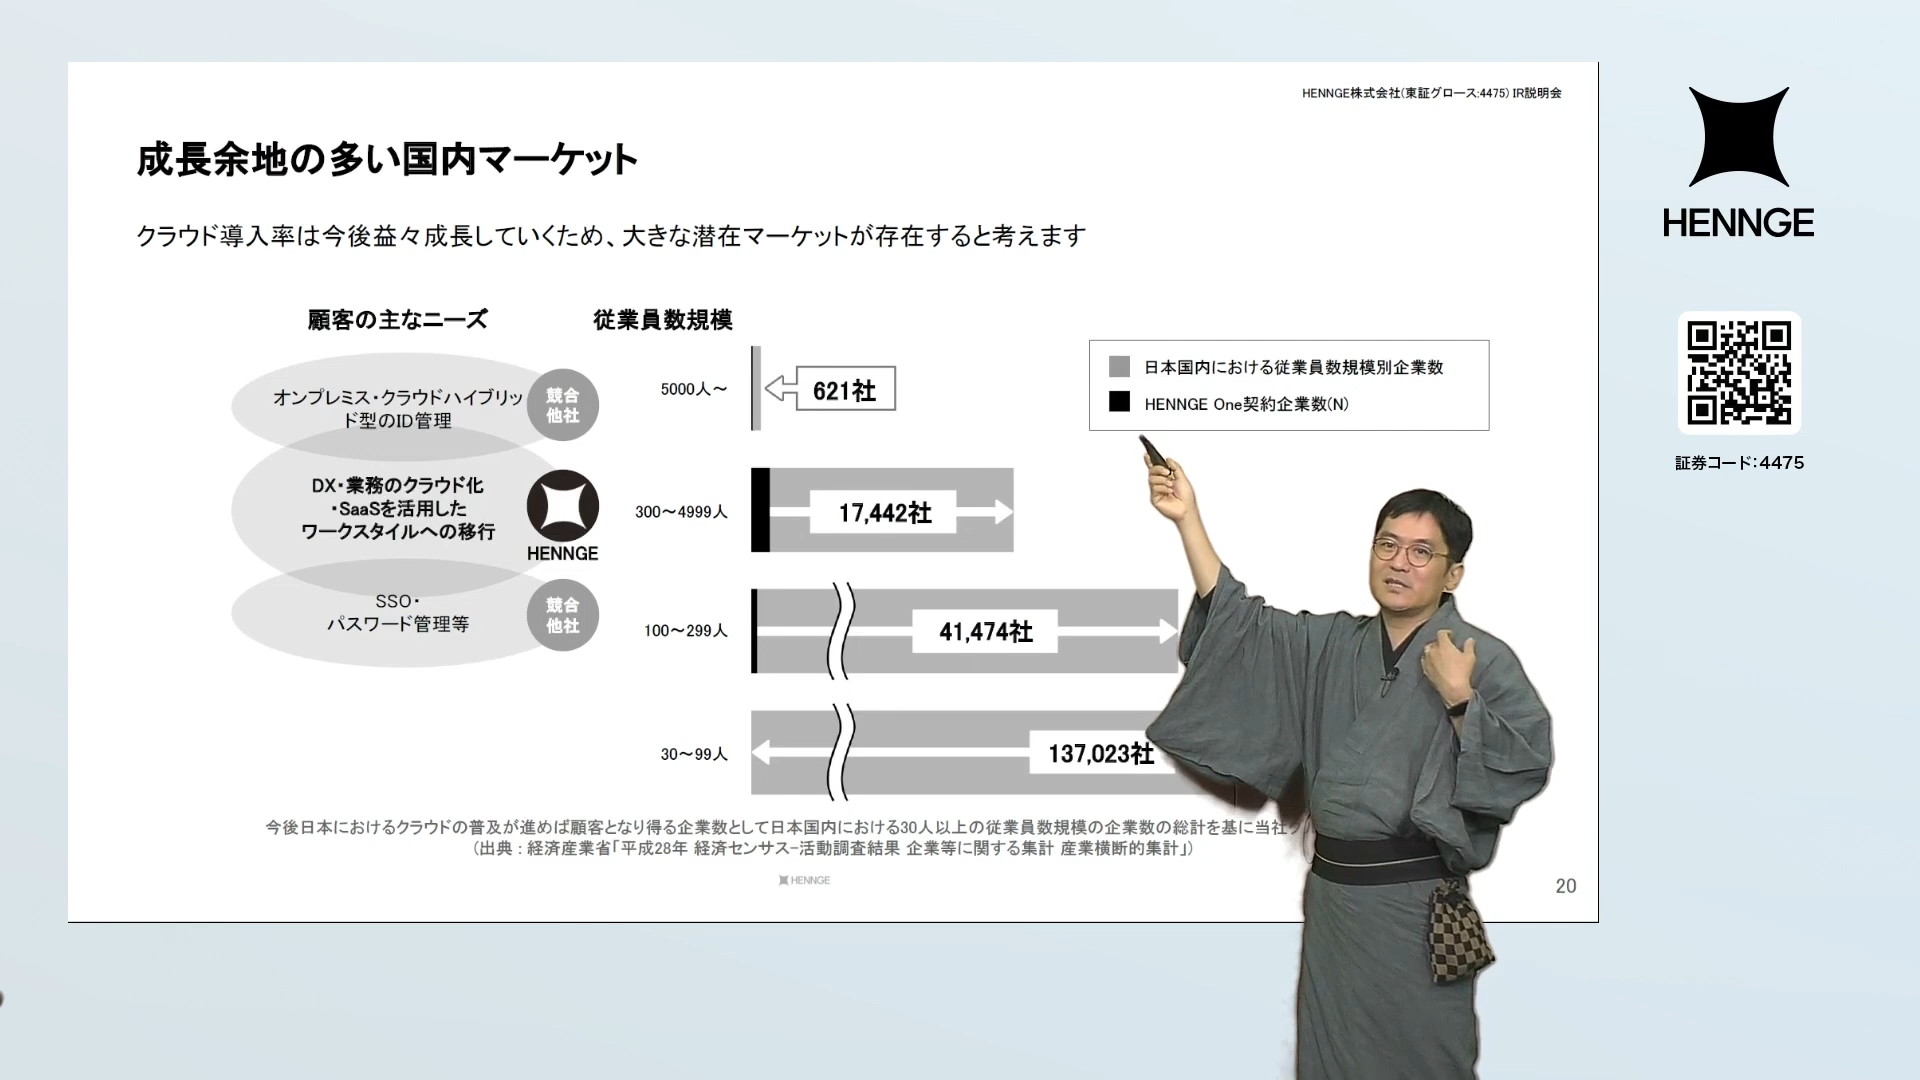 HENNGE株式会社(東証グロース:4475) IR説明会
成長余地の多い国内マーケット
クラウド導入率は今後益々成長していくため、大きな潜在マーケットが存在すると考えます
顧客の主なニーズ
従業員数規模
オンプレミス・クラウドハイブリッ
ド型のID管理
競合
他社
5000人～
621社
日本国内における従業員数規模別企業数
HENNGE One契約企業数(N)
DX・業務のクラウド化
・SaaSを活用した
ワークスタイルへの移行
HENNGE
300～4999人
17,442社
SSO・
パスワード管理等
競合
他社
100～299人
41,474社
30～99人
137,023社
今後日本におけるクラウドの普及が進めば顧客となり得る企業数として日本国内における30人以上の従業員数規模の企業数の総計を基に当社
（出典 : 経済産業省「平成28年 経済センサス-活動調査結果 企業等に関する集計 産業横断的集計」）
HENNGE
20
HENNGE
証券コード：4475